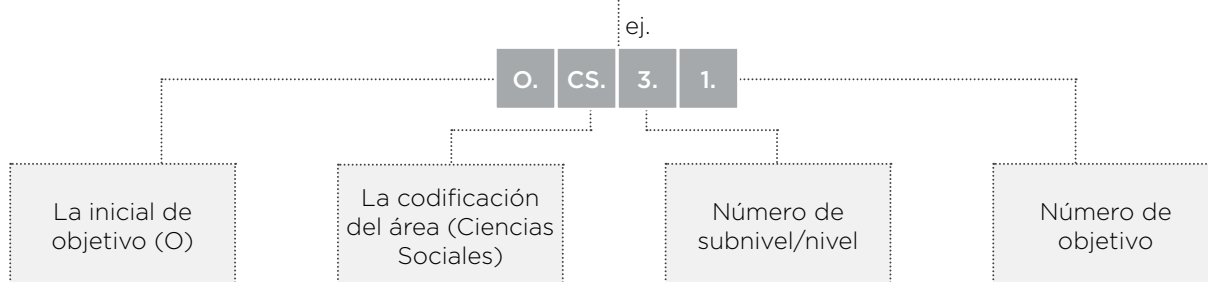 ej.
O. CS. 3. 1.
La inicial de
objetivo (O)
La codificación
del área (Ciencias
Sociales)
Número de
subnivel/nivel
Número de
objetivo